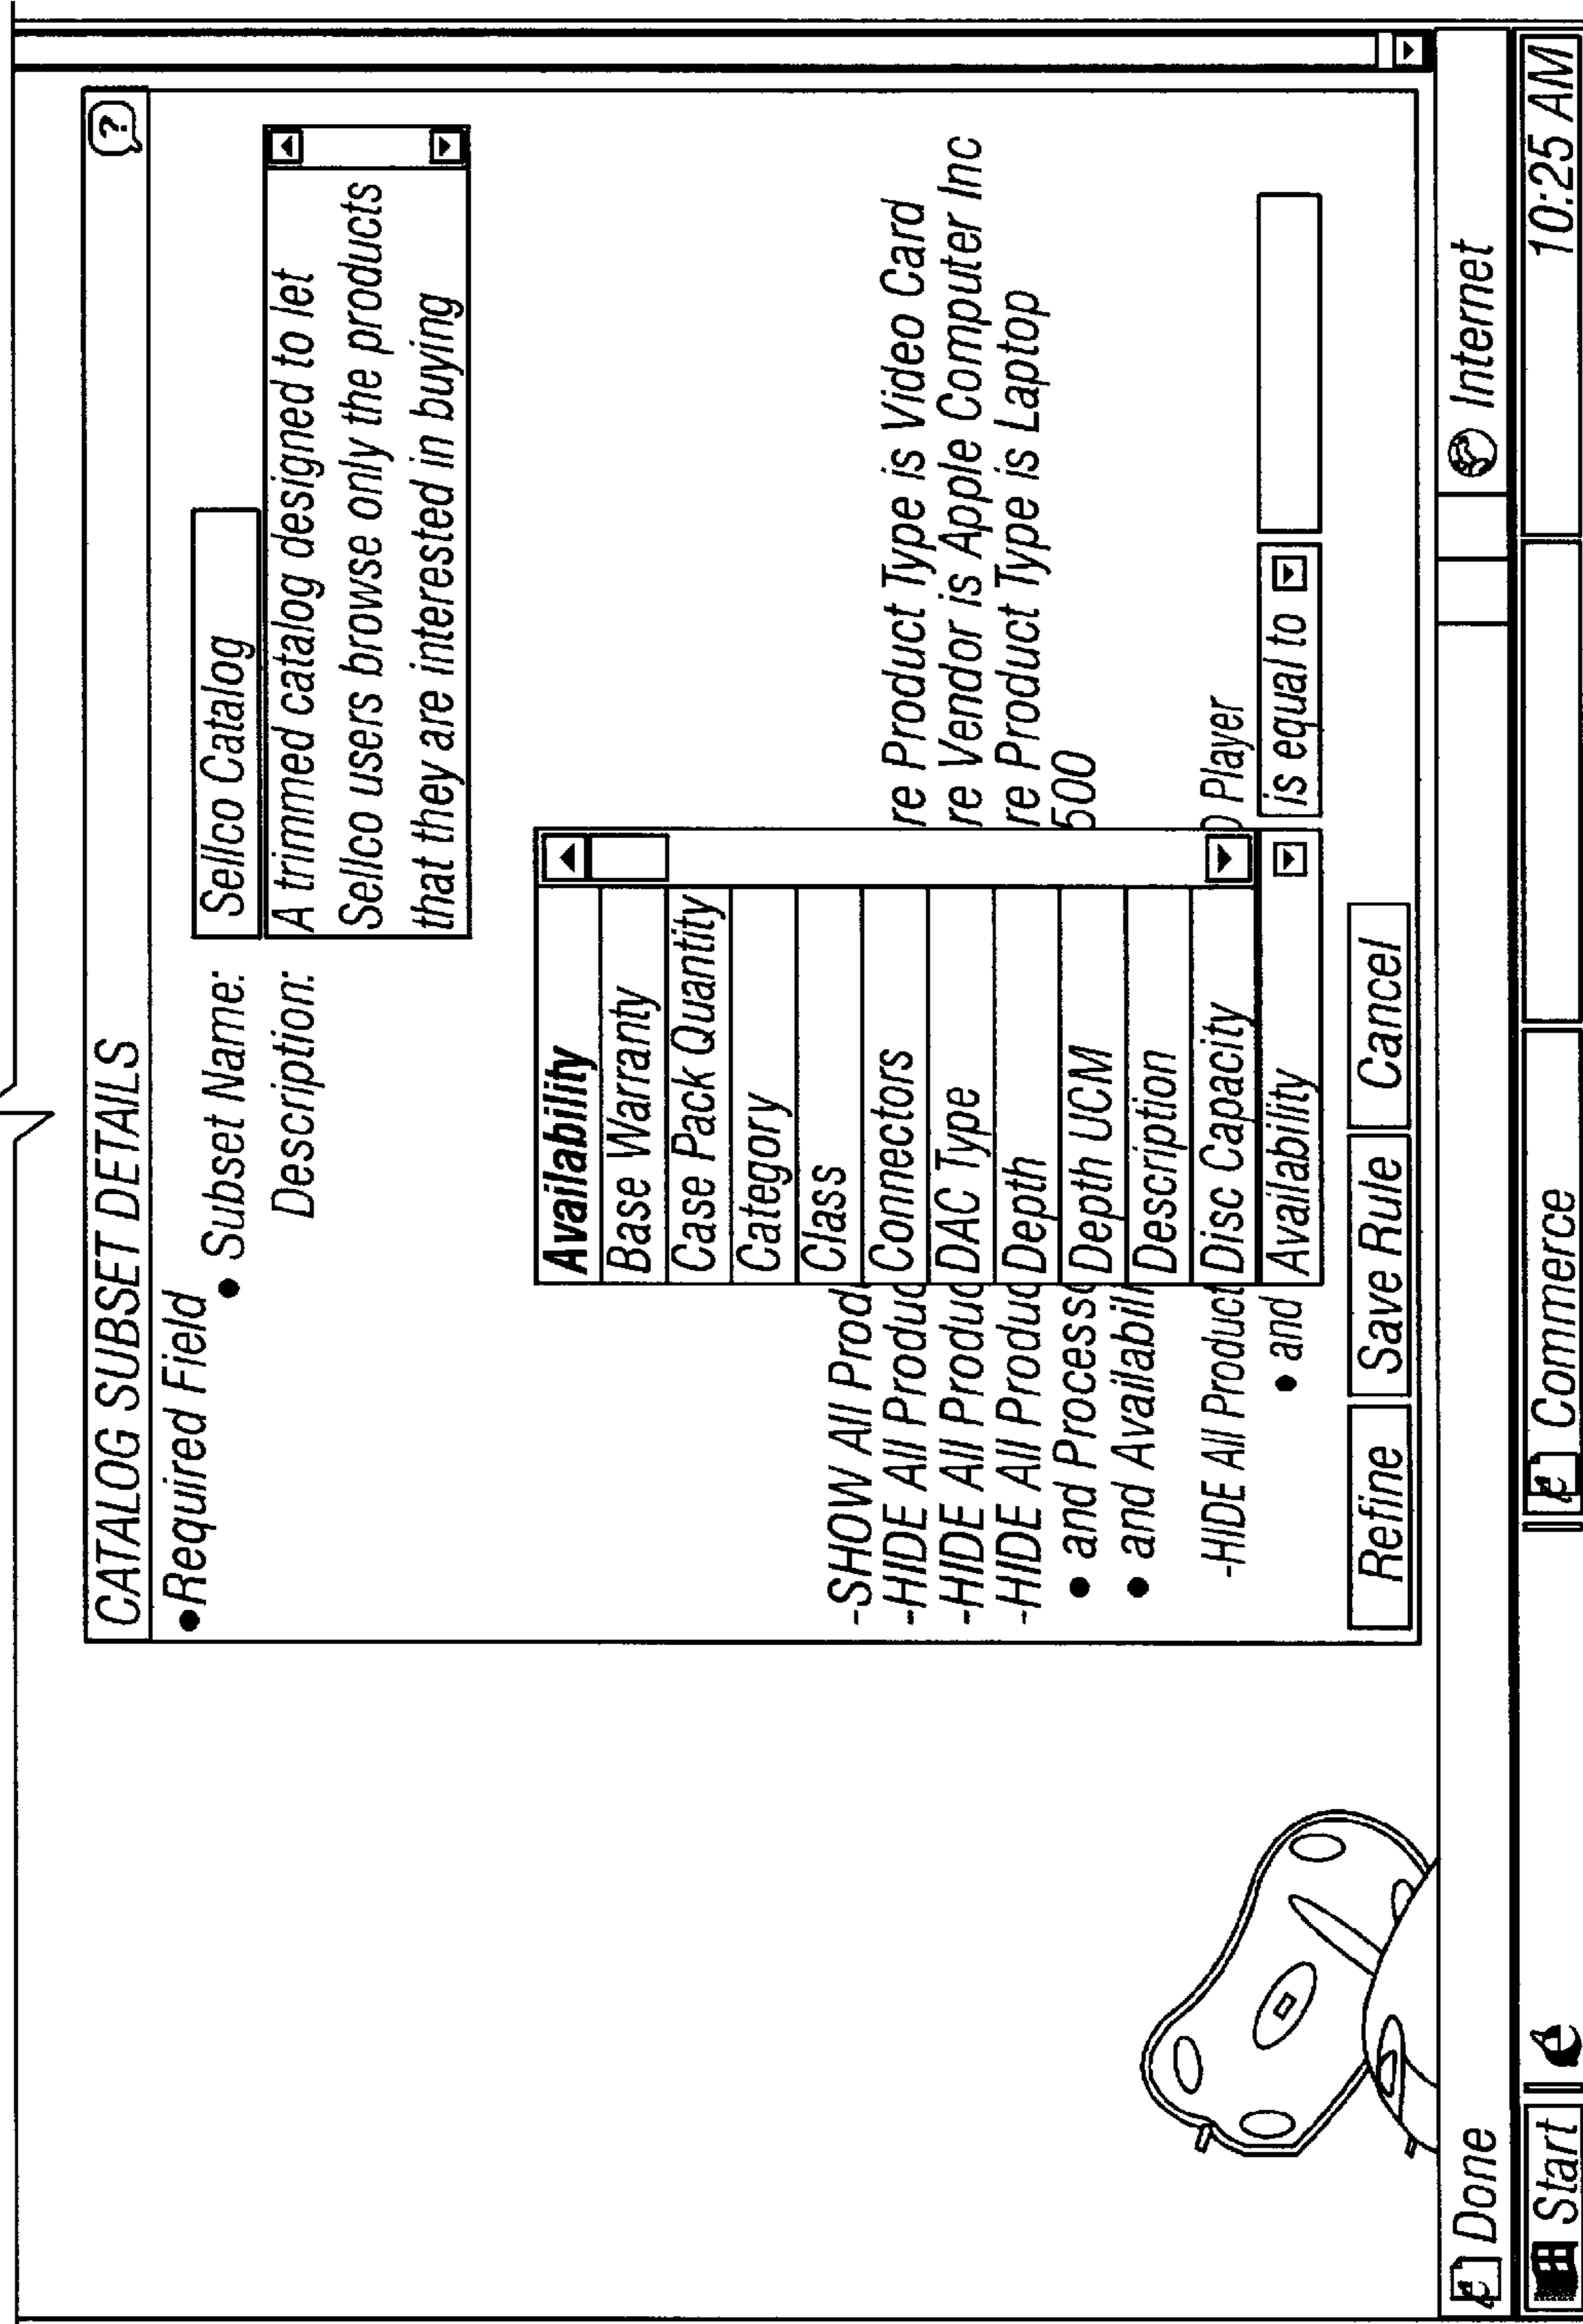 CATALOG SUBSET DETAILS ?
•Required Field
• Subset Name: Sellco Catalog
Description: A trimmed catalog designed to let
Sellco users browse only the products
that they are interested in buying
Availability
Base Warranty
Case Pack Quantity
Category
Class
Connectors
DAC Type
Depth
Depth UCM
Description
Disc Capacity
Availability
-SHOW All Prod
-HIDE All Produc re Product Type is Video Card
-HIDE All Produc re Vendor is Apple Computer Inc
-HIDE All Produc re Product Type is Laptop
• and Process 500
• and Availabili
-HIDE All Product Player
• and is equal to
Refine Save Rule Cancel
Done Internet
Start Commerce 10:25 AM